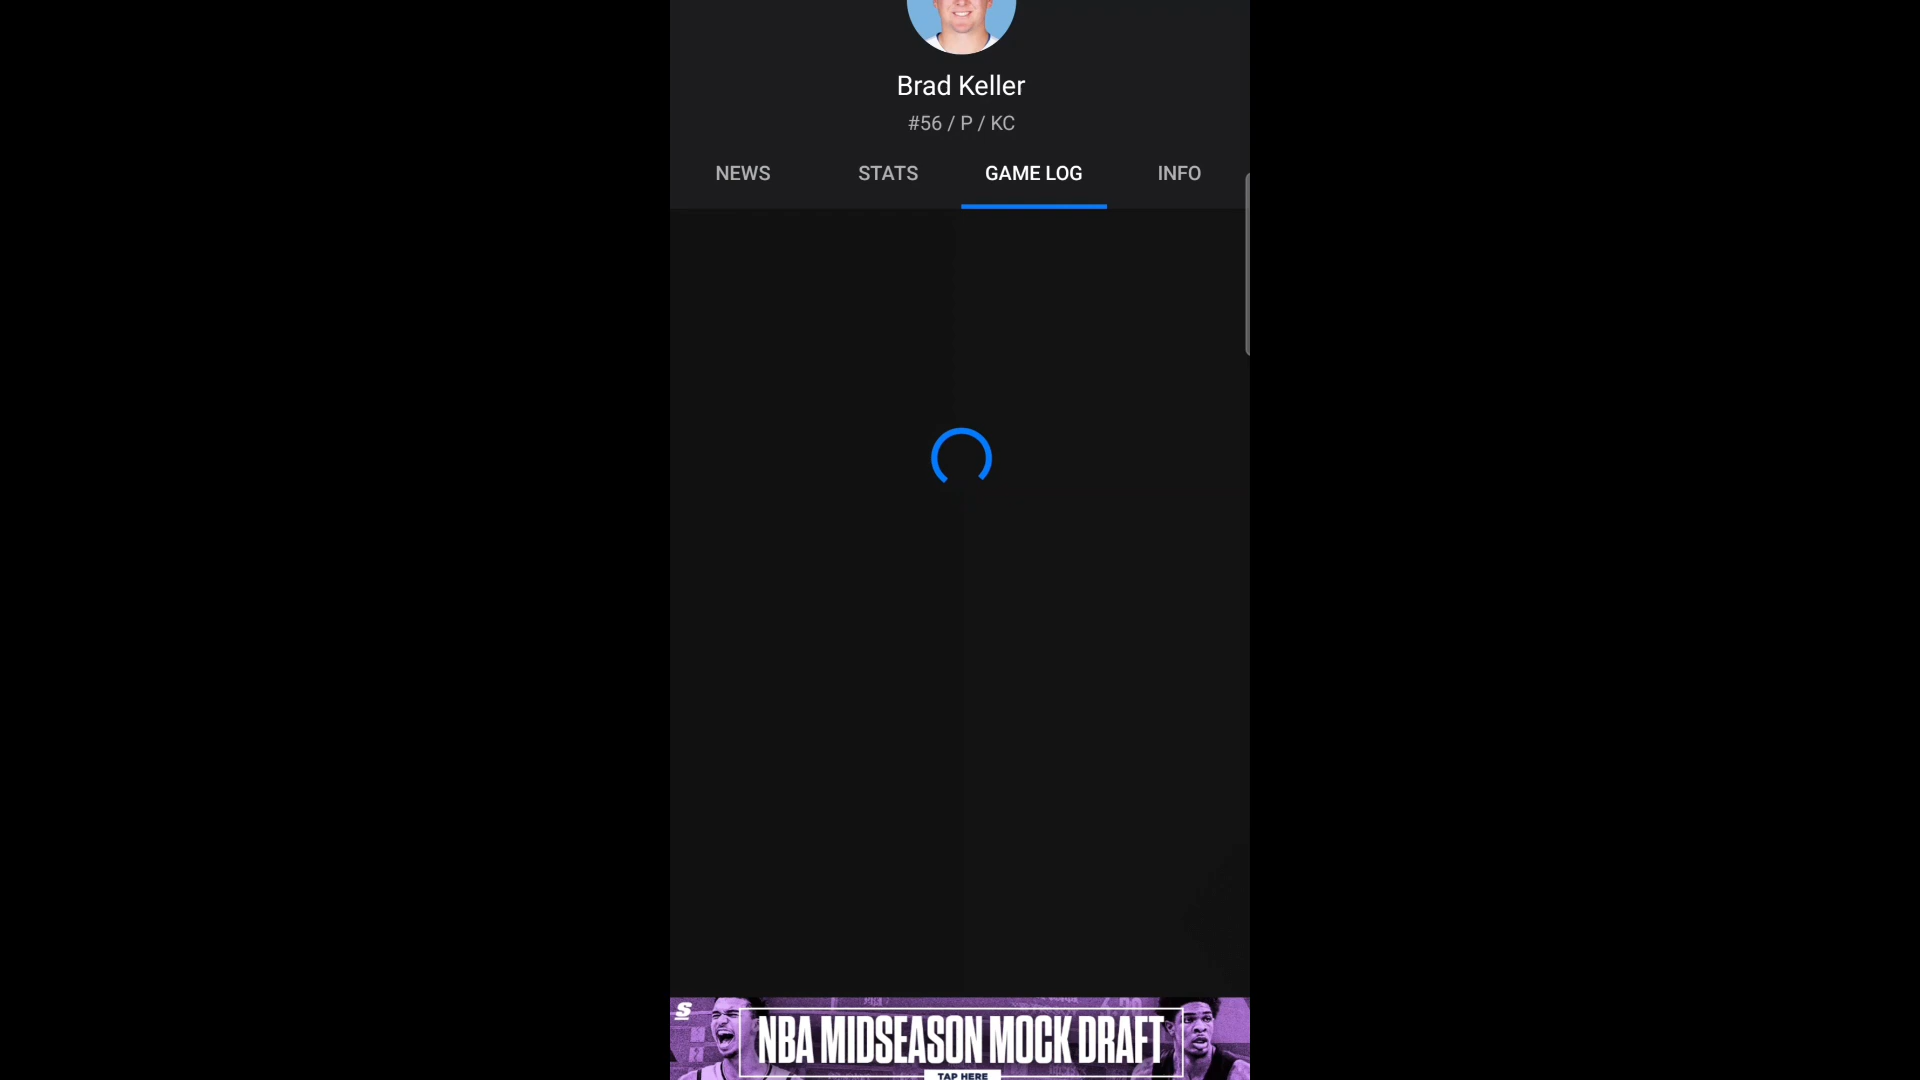 Brad Keller
#56 / P / KC
NEWS
STATS
GAME LOG
INFO
S
NBA MIDSEASON MOCK DRAFT
TAP HERE